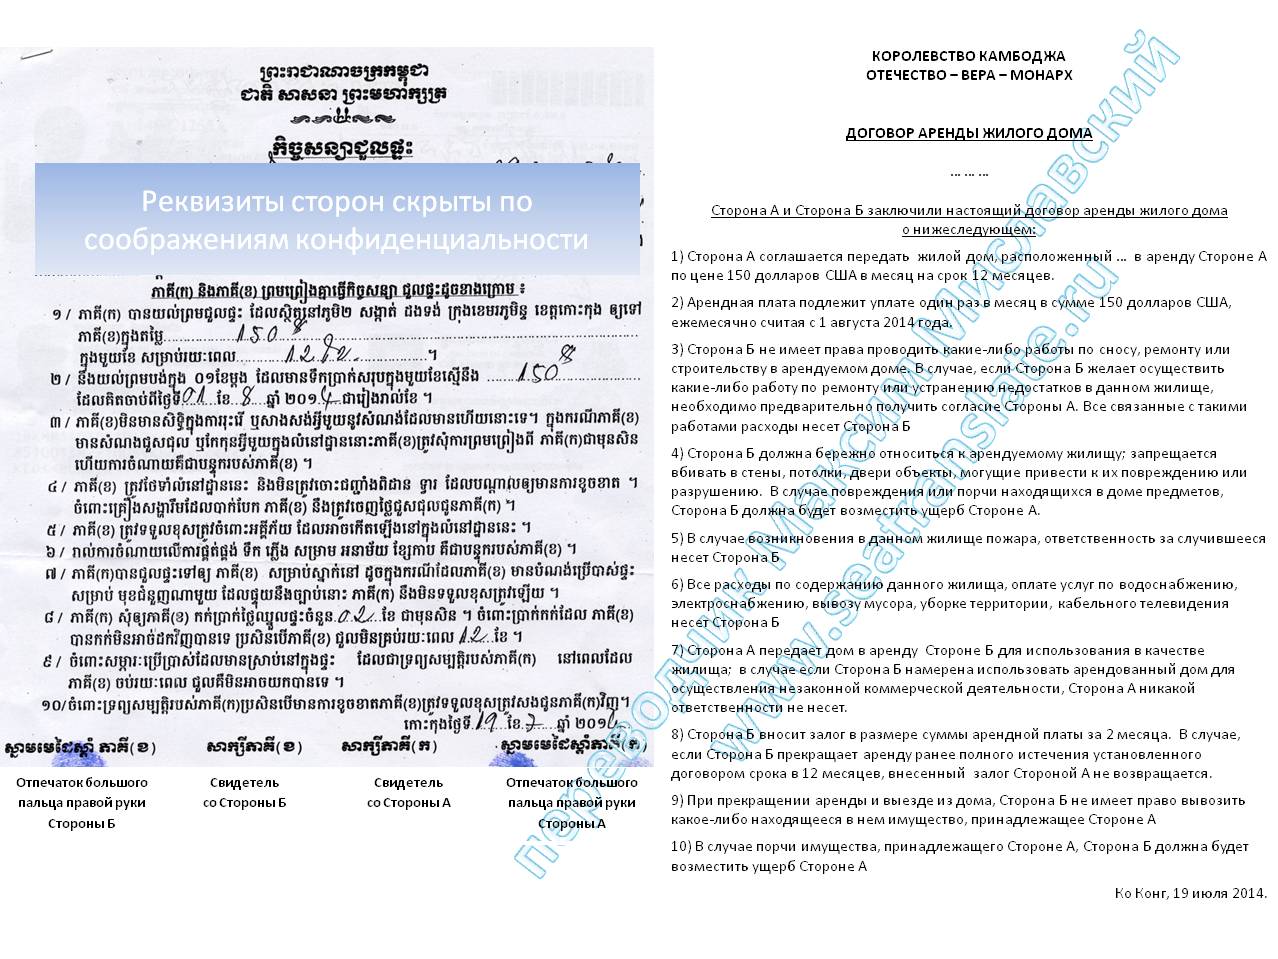 ព្រះរាជាណាចក្រកម្ពុជា
ជាតិ សាសនា ព្រះមហាក្សត្រ
កិច្ចសន្យាជួលផ្ទះ
Реквизиты сторон скрыты по
соображениям конфиденциальности
ភាគី(ក) និងភាគី(ខ) ព្រមព្រៀងគ្នាធ្វើកិច្ចសន្យា ជួលផ្ទះដូចខាងក្រោម ៖
១ / ភាគី(ក) បានយល់ព្រមជួលផ្ទះ ដែលស្ថិតនៅភូមិ២ សង្កាត់ ដងទង់ ក្រុងខេមរភូមិន្ទ ខេត្តកោះកុង ឲ្យទៅ
ភាគី(ខ)ក្នុងតម្លៃ 150 $
ក្នុងមួយខែ សម្រាប់រយៈពេល 12 ខែ ។
២ / នឹងយល់ព្រមបង់ក្នុង ០១ខែម្តង ដែលមានទឹកប្រាក់សរុបក្នុងមួយខែស្មើនឹង 150 $
ដែលគិតចាប់ពីថ្ងៃទី 01 ខែ 8 ឆ្នាំ ២០១4 ជារៀងរាល់ខែ ។
៣ / ភាគី(ខ)មិនមានសិទ្ធិក្នុងការរុះរើ ឬសាងសង់អ្វីមួយនូវសំណង់ដែលមានហើយនោះទេ។ ក្នុងករណីភាគី(ខ)
មានសំណងជួសជុល ឬកែកុនអ្វីមួយក្នុងលំនៅដ្ឋាននោះភាគី(ខ)ត្រូវសុំការព្រមព្រៀងពី ភាគី(ក)ជាមុនសិន
ហើយការចំណាយគឺជាបន្ទុករបស់ភាគី(ខ) ។
៤ / ភាគី(ខ) ត្រូវថែទាំលំនៅដ្ឋាននេះ និងមិនត្រូវចោះជញ្ជាំងពិដាន ទ្វារ ដែលបណ្តាលឲ្យមានការខូចខាត ។
ចំពោះគ្រឿងសង្ហារឹមដែលបាក់បែក ភាគី(ខ) នឹងត្រូវចេញថ្លៃជួសជុលជូនភាគី(ក) ។
៥ / ភាគី(ខ) ត្រូវទទួលខុសត្រូវចំពោះអគ្គីភ័យ ដែលអាចកើតឡើងនៅក្នុងលំនៅដ្ឋាននេះ ។
៦ / រាល់ការចំណាយលើការផ្គត់ផ្គង់ ទឹក ភ្លើង សម្រាម អនាម័យ ខ្សែកាប គឺជាបន្ទុករបស់ភាគី(ខ) ។
៧ / ភាគី(ក)បានជួលផ្ទះទៅឲ្យ ភាគី(ខ) សម្រាប់ស្នាក់នៅ ដូចក្នុងករណីដែលភាគី(ខ) មានបំណងប្រើបាស់ផ្ទះ
សម្រាប់ មុខជំនួញណាមួយ ដែលផ្ទុយនឹងច្បាប់នោះ ភាគី(ក) នឹងមិនទទួលខុសត្រូវឡើយ ។
៨ / ភាគី(ក) សុំឲ្យភាគី(ខ) កក់ប្រាក់ថ្លៃឈ្នួលផ្ទះចំនួន 02 ខែ ជាមុនសិន ។ ចំពោះប្រាក់កក់ដែល ភាគី(ខ)
បានកក់មិនអាចដកវិញបានទេ ប្រសិនបើភាគី(ខ) ជួលមិនគ្រប់រយៈពេល 12 ខែ ។
៩ / ចំពោះសម្ភារៈប្រើប្រាស់ដែលមានស្រាប់នៅក្នុងផ្ទះ ដែលជាទ្រព្យសម្បត្តិរបស់ភាគី(ក) នៅពេលដែល
ភាគី(ខ) ចប់រយៈពេល ជួលគឺមិនអាចយកបានទេ ។
១០/ចំពោះទ្រព្យសម្បត្តិរបស់ភាគី(ក)ប្រសិនបើមានការខូចខាតភាគី(ខ)ត្រូវទទួលខុសត្រូវសងជូនភាគី(ក)វិញ។
កោះកុងថ្ងៃទី 19 ខែ 7 ឆ្នាំ ២០១4
ស្នាមមេដៃស្តាំ ភាគី(ខ) សាក្សីភាគី(ខ) សាក្សីភាគី(ក) ស្នាមមេដៃស្តាំភាគី(ក)
Отпечаток большого пальца правой руки Стороны Б
Свидетель со Стороны Б
Свидетель со Стороны А
Отпечаток большого пальца правой руки Стороны А
КОРОЛЕВСТВО КАМБОДЖА
ОТЕЧЕСТВО – ВЕРА – МОНАРХ
ДОГОВОР АРЕНДЫ ЖИЛОГО ДОМА
... ... ...
Сторона А и Сторона Б заключили настоящий договор аренды жилого дома
о нижеследующем:
1) Сторона А соглашается передать жилой дом, расположенный ... в аренду Стороне А
по цене 150 долларов США в месяц на срок 12 месяцев.
2) Арендная плата подлежит уплате один раз в месяц в сумме 150 долларов США,
ежемесячно считая с 1 августа 2014 года.
3) Сторона Б не имеет права проводить какие-либо работы по сносу, ремонту или
строительству в арендуемом доме. В случае, если Сторона Б желает осуществить
какие-либо работу по ремонту или устранению недостатков в данном жилище,
необходимо предварительно получить согласие Стороны А. Все связанные с такими
работами расходы несет Сторона Б
4) Сторона Б должна бережно относиться к арендуемому жилищу; запрещается
вбивать в стены, потолки, двери объекты, могущие привести к их повреждению или
разрушению. В случае повреждения или порчи находящихся в доме предметов,
Сторона Б должна будет возместить ущерб Стороне А.
5) В случае возникновения в данном жилище пожара, ответственность за случившееся
несет Сторона Б
6) Все расходы по содержанию данного жилища, оплате услуг по водоснабжению,
электроснабжению, вывозу мусора, уборке территории, кабельного телевидения
несет Сторона Б
7) Сторона А передает дом в аренду Стороне Б для использования в качестве
жилища; в случае если Сторона Б намерена использовать арендованный дом для
осуществления незаконной коммерческой деятельности, Сторона А никакой
ответственности не несет.
8) Сторона Б вносит залог в размере суммы арендной платы за 2 месяца. В случае,
если Сторона Б прекращает аренду ранее полного истечения установленного
договором срока в 12 месяцев, внесенный залог Стороной А не возвращается.
9) При прекращении аренды и выезде из дома, Сторона Б не имеет право вывозить
какое-либо находящееся в нем имущество, принадлежащее Стороне А
10) В случае порчи имущества, принадлежащего Стороне А, Сторона Б должна будет
возместить ущерб Стороне А
Ко Конг, 19 июля 2014.
переводчик Максим Миславский
www.seatranslate.ru